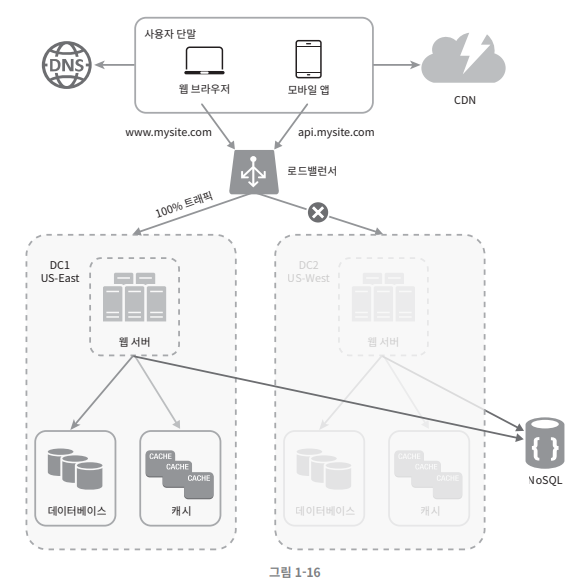 사용자 단말
DNS
웹 브라우저
모바일 앱
CDN
www.mysite.com
api.mysite.com
로드밸런서
100% 트래픽
DC1
US-East
웹 서버
DC2
US-West
웹 서버
데이터베이스
CACHE
CACHE
CACHE
캐시
데이터베이스
CACHE
CACHE
CACHE
캐시
{ }
NoSQL
그림 1-16